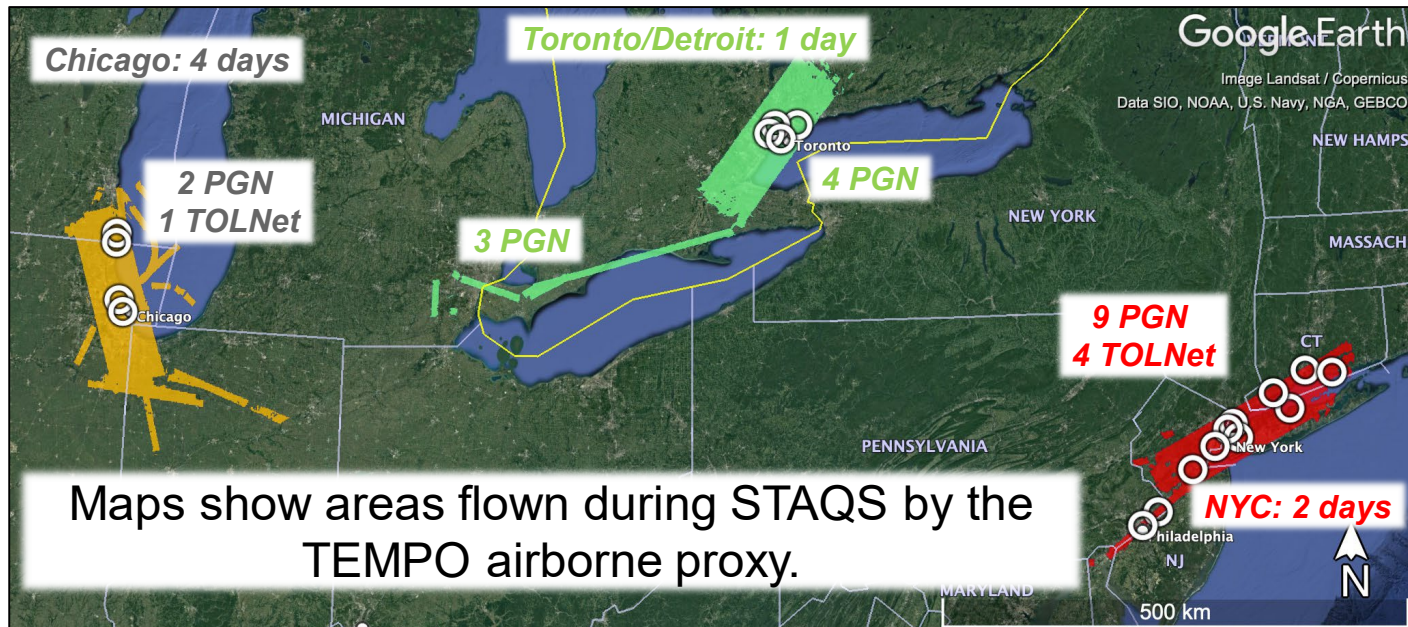 Chicago: 4 days
Toronto/Detroit: 1 day
Google Earth
Image Landsat / Copernicus
Data SIO, NOAA, U.S. Navy, NGA, GEBCO
MICHIGAN
NEW HAMPS
Toronto
2 PGN
1 TOLNet
4 PGN
NEW YORK
3 PGN
MASSACH
Chicago
9 PGN
4 TOLNet
CT
PENNSYLVANIA
New York
Maps show areas flown during STAQS by the
TEMPO airborne proxy.
NYC: 2 days
Philadelphia
NJ
N
MARYLAND
500 km